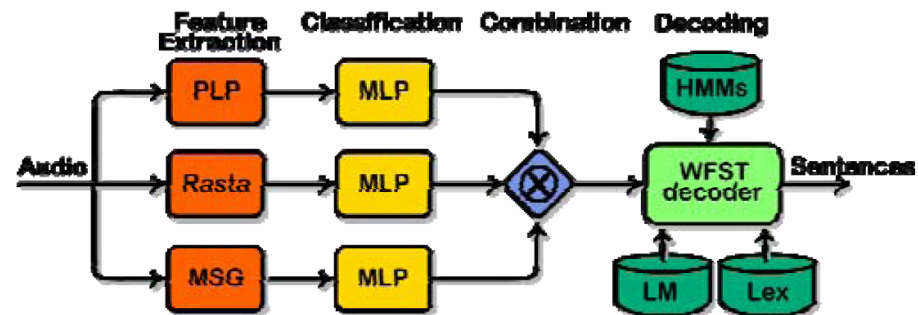 Feature Classification Combination Decoding
Extraction
PLP MLP HMMs
Audio Rasta MLP WFST Sentences
decoder
MSG MLP LM Lex